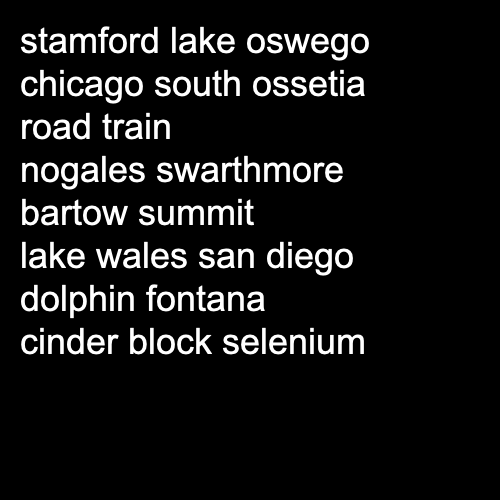 stamford lake oswego
chicago south ossetia
road train
nogales swarthmore
bartow summit
lake wales san diego
dolphin fontana
cinder block selenium